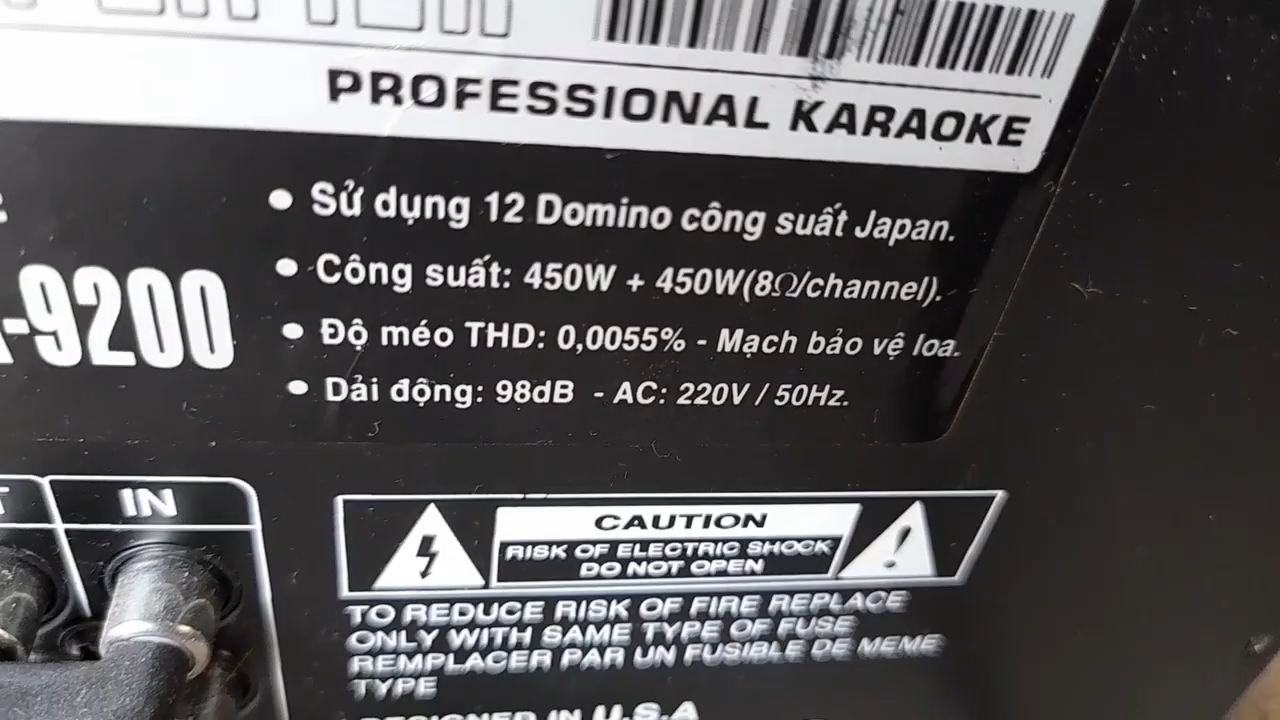 PROFESSIONAL KARAOKE
● Sử dụng 12 Domino công suất Japan.
● Công suất: 450W + 450W(8Ω/channel).
-9200
● Độ méo THD: 0,0055% - Mạch bảo vệ loa.
● Dải động: 98dB - AC: 220V / 50Hz.
IN
CAUTION
RISK OF ELECTRIC SHOCK
DO NOT OPEN
TO REDUCE RISK OF FIRE REPLACE
ONLY WITH SAME TYPE OF FUSE
REMPLACER PAR UN FUSIBLE DE MEME
TYPE
DESIGNED IN U.S.A